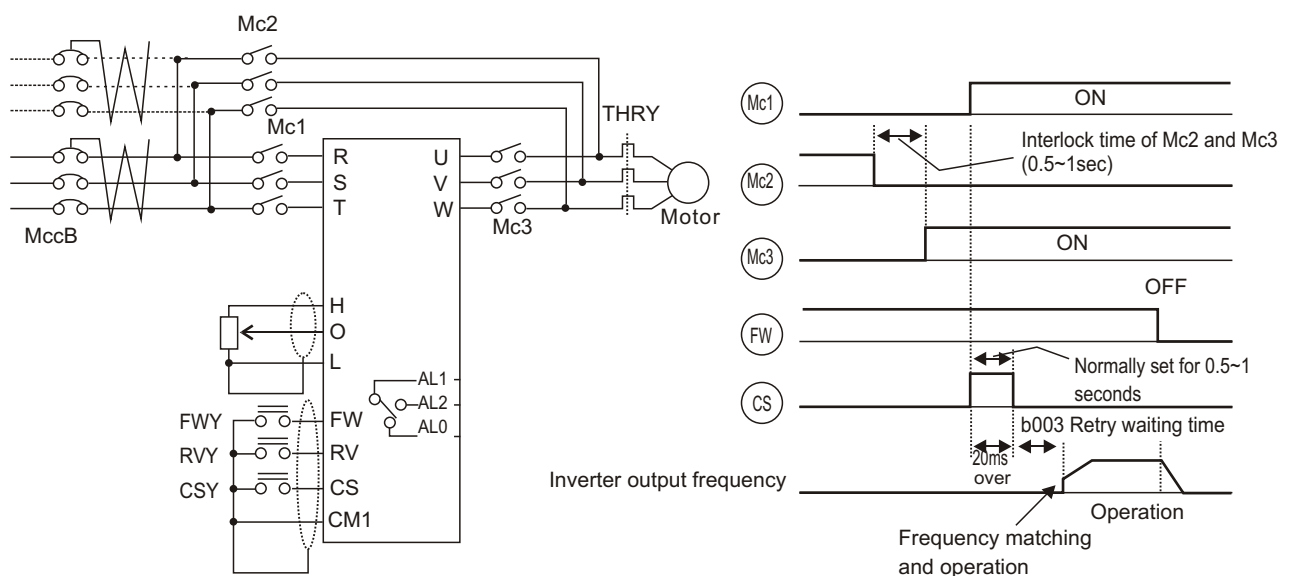 Mc2
Mc1
THRY
R
S
T
U
V
W
MccB
Mc3
Motor
H
O
L
AL1
AL2
AL0
FWY
FW
RVY
RV
CSY
CS
CM1
Mc1
ON
Interlock time of Mc2 and Mc3
(0.5~1sec)
Mc2
Mc3
ON
OFF
FW
Normally set for 0.5~1
seconds
CS
b003 Retry waiting time
20ms
over
Inverter output frequency
Operation
Frequency matching
and operation